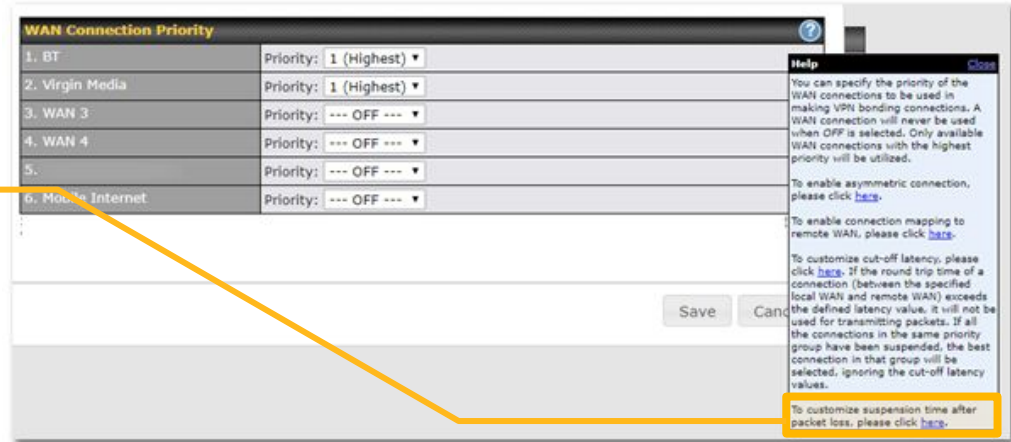 WAN Connection Priority
1. BT Priority: 1 (Highest)
2. Virgin Media Priority: 1 (Highest)
3. WAN 3 Priority: --- OFF ---
4. WAN 4 Priority: --- OFF ---
5. Priority: --- OFF ---
6. Mobile Internet Priority: --- OFF ---
Save Canc
Help Close
You can specify the priority of the
WAN connections to be used in
making VPN bonding connections. A
WAN connection will never be used
when OFF is selected. Only available
WAN connections with the highest
priority will be utilized.
To enable asymmetric connection,
please click here.
To enable connection mapping to
remote WAN, please click here.
To customize cut-off latency, please
click here. If the round trip time of a
connection (between the specified
local WAN and remote WAN) exceeds
the defined latency value, it will not be
used for transmitting packets. If all
the connections in the same priority
group have been suspended, the best
connection in that group will be
selected, ignoring the cut-off latency
values.
To customize suspension time after
packet loss, please click here.